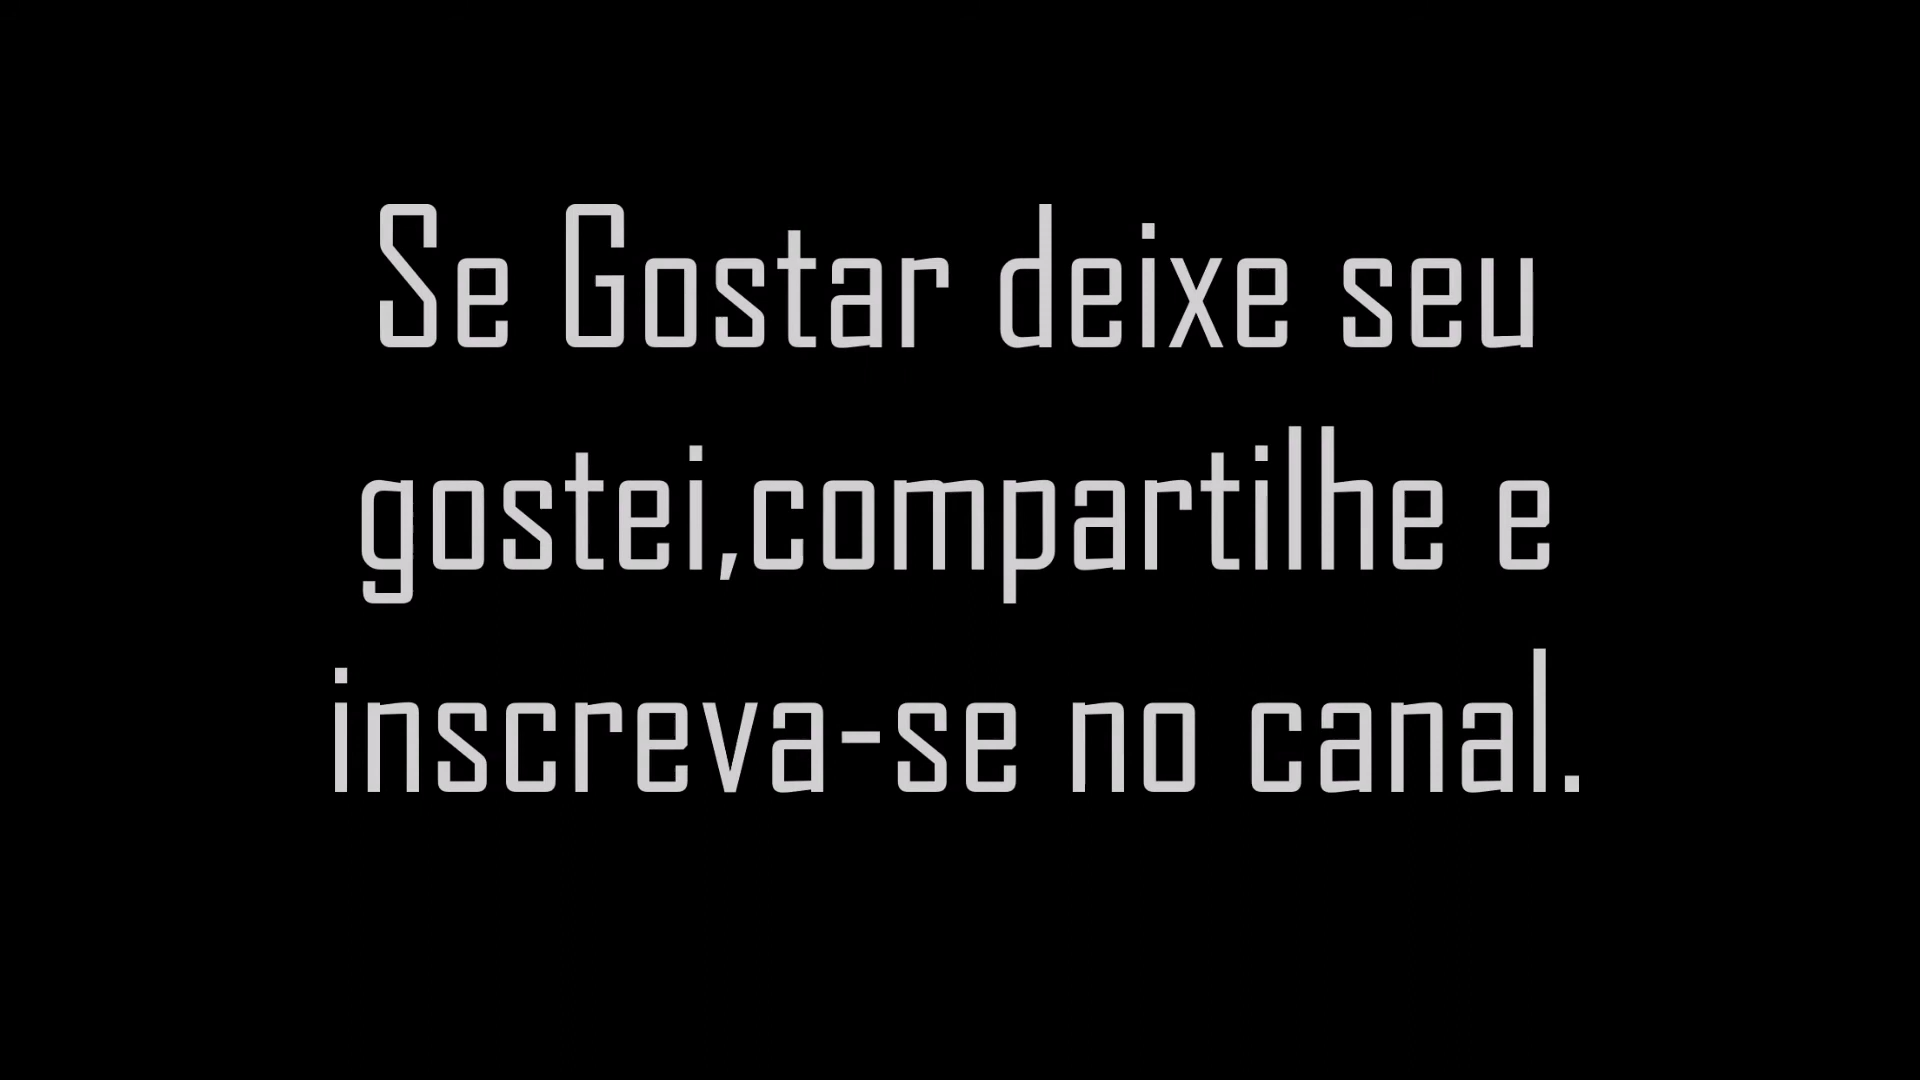 Se Gostar deixe seu
gostei,compartilhe e
inscreva-se no canal.